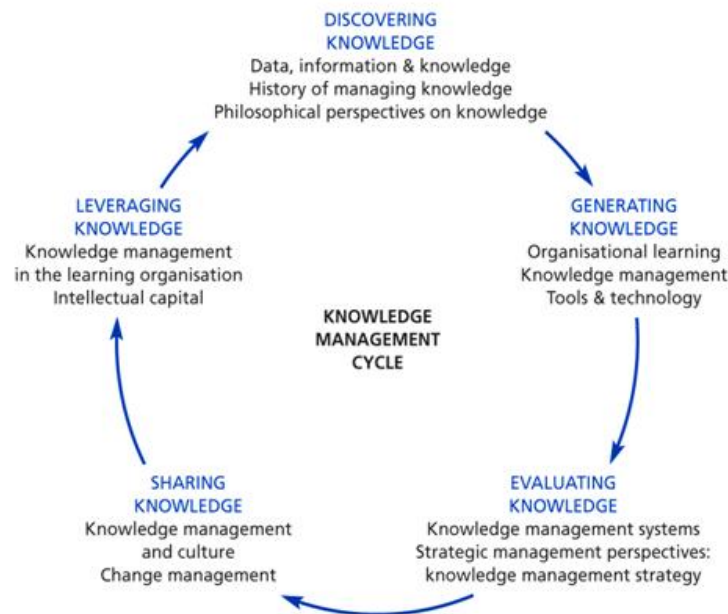 DISCOVERING
KNOWLEDGE
Data, information & knowledge
History of managing knowledge
Philosophical perspectives on knowledge
GENERATING
KNOWLEDGE
Organisational learning
Knowledge management
Tools & technology
EVALUATING
KNOWLEDGE
Knowledge management systems
Strategic management perspectives:
knowledge management strategy
SHARING
KNOWLEDGE
Knowledge management
and culture
Change management
LEVERAGING
KNOWLEDGE
Knowledge management
in the learning organisation
Intellectual capital
KNOWLEDGE
MANAGEMENT
CYCLE